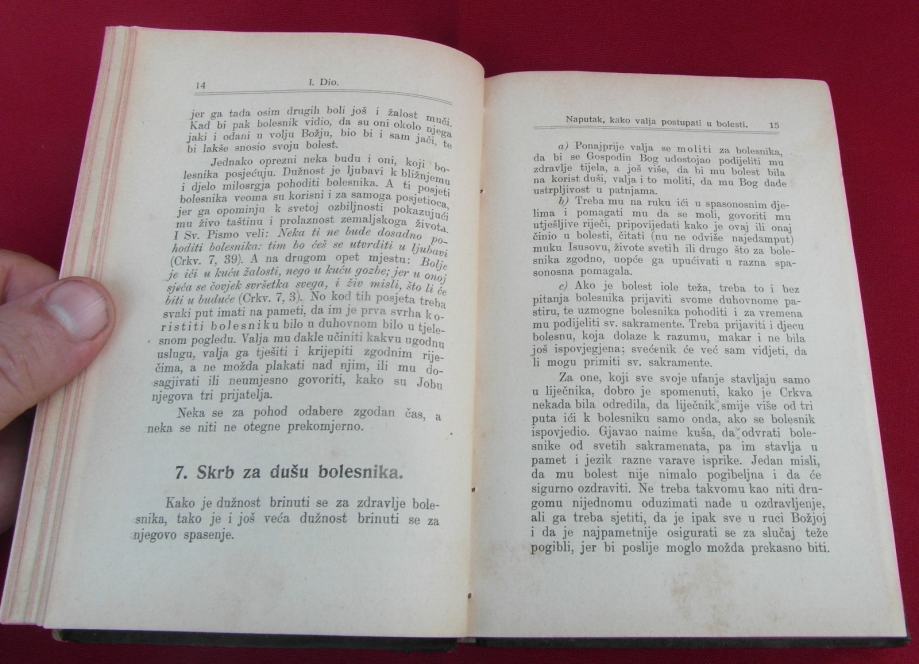 14
I. Dio.
jer ga tada osim drugih boli još i žalost muči.
Kad bi pak bolesnik vidio, da su oni okolo njega
jaki i odani u volju Božju, bio bi i sam jači, te
bi lakše snosio svoju bolest.
Jednako oprezni neka budu i oni, koji bo-
lesnika posjećuju. Dužnost je ljubavi k bližnjemu
i djelo milosrgja pohoditi bolesnika. A ti posjeti
bolesnika veoma su korisni i za samoga posjetioca,
jer ga opominju k svetoj ozbiljnosti pokazujući
mu živo taštinu i prolaznost zemaljskoga života.
I Sv. Pismo veli: Neka ti ne bude dosadno po-
hoditi bolesnika: tim bo ćeš se utvrditi u ljubavi
(Crkv. 7, 39). A na drugom opet mjestu: Bolje
je ići u kuću žalosti, nego u kuću gozbe; jer u onoj
sjeća se čovjek svršetka svega, i živ misli, što li će
biti u buduće (Crkv. 7, 3). No kod tih posjeta treba
svaki put imati na pameti, da im je prva svrha ko-
ristiti bolesniku bilo u duhovnom bilo u tjele-
snom pogledu. Valja mu dakle učiniti kakvu ugodnu
uslugu, valja ga tješiti i krijepiti zgodnim rije-
čima, a ne možda plakati nad njim, ili mu do-
sagjivati ili neumjesno govoriti, kako su Jobu
njegova tri prijatelja.
Neka se za pohod odabere zgodan čas, a
neka se niti ne otegne prekomjerno.
7. Skrb za dušu bolesnika.
Kako je dužnost brinuti se za zdravlje bole-
snika, tako je i još veća dužnost brinuti se za
njegovo spasenje.
Naputak, kako valja postupati u bolesti. 15
a) Ponajprije valja se moliti za bolesnika,
da bi se Gospodin Bog udostojao podijeliti mu
zdravlje tijela, a još više, da bi mu bolest bila
na korist duši, valja i to moliti, da mu Bog dade
ustrpljivost u patnjama.
b) Treba mu na ruku ići u spasonosnim dje-
lima i pomagati mu da se moli, govoriti mu
utješljive riječi, pripovijedati kako je ovaj ili onaj
činio u bolesti, čitati (nu ne odviše najedamput)
muku Isusovu, živote svetih ili drugo što za bole-
snika zgodno, uopće ga upućivati u razna spa-
sonosna pomagala.
c) Ako je bolest iole teža, treba to i bez
pitanja bolesnika prijaviti svome duhovnome pa-
stiru, te uzmogne bolesnika pohoditi i za vremena
mu podijeliti sv. sakramente. Treba prijaviti i djecu
bolesnu, koja dolaze k razumu, makar i ne bila
još ispovjegjena; svećenik će već sam vidjeti, da
li mogu primiti sv. sakramente.
Za one, koji sve svoje ufanje stavljaju samo
u liječnika, dobro je spomenuti, kako je Crkva
nekada bila odredila, da liječnik smije više od tri
puta ići k bolesniku samo onda, ako se bolesnik
ispovjedio. Gjavao naime kuša, da odvrati bole-
snike od svetih sakramenata, pa im stavlja u
pamet i jezik razne varave isprike. Jedan misli,
da mu bolest nije nimalo pogibeljna i da će
sigurno ozdraviti. Ne treba takvomu kao niti dru-
gomu nijednomu oduzimati nade u ozdravljenje,
ali ga treba sjetiti, da je ipak sve u ruci Božjoj
i da je najpametnije osigurati se za slučaj teže
pogibli, jer bi poslije moglo možda prekasno biti.